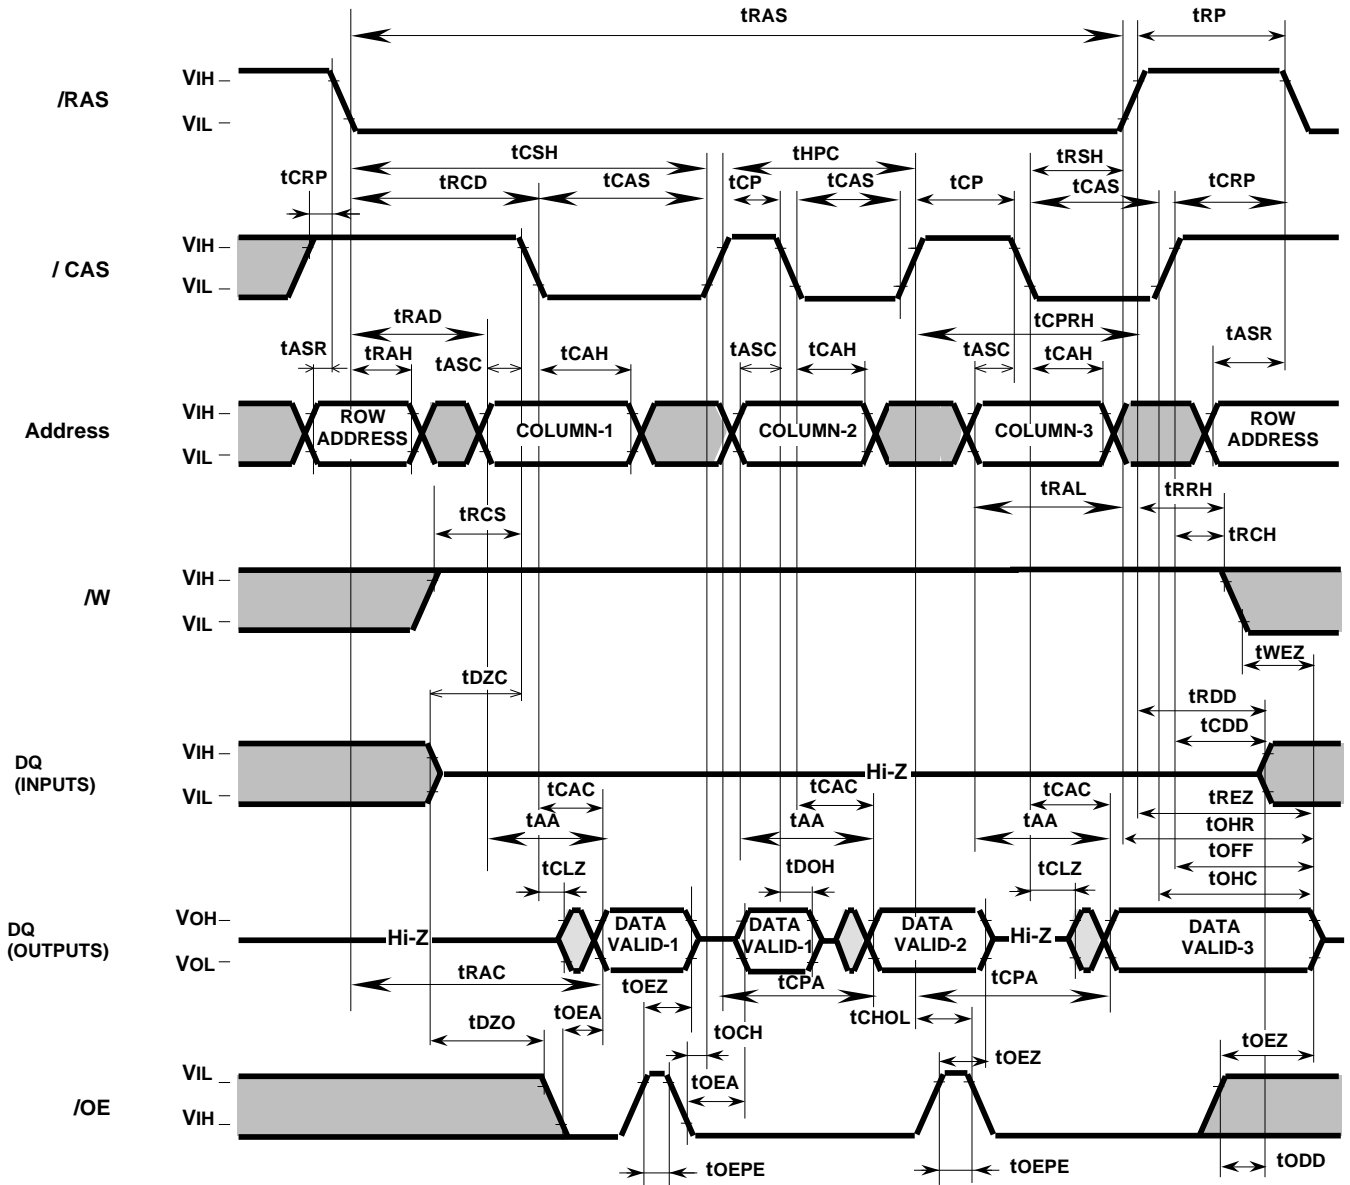 tRAS
tRP
/RAS
VIH
VIL
tCSH
tHPC
tRSH
tCRP
tRCD
tCAS
tCP
tCAS
tCP
tCAS
tCRP
/ CAS
VIH
VIL
tRAD
tCPRH
tASR
tRAH
tASC
tCAH
tASC
tCAH
tASC
tCAH
tASR
Address
VIH
VIL
ROW
ADDRESS
COLUMN-1
COLUMN-2
COLUMN-3
ROW
ADDRESS
tRAL
tRRH
tRCS
tRCH
/W
VIH
VIL
tWEZ
tDZC
tRDD
tCDD
DQ
(INPUTS)
VIH
VIL
Hi-Z
tCAC
tCAC
tCAC
tREZ
tAA
tAA
tAA
tOHR
tOFF
tCLZ
tDOH
tCLZ
tOHC
DQ
(OUTPUTS)
VOH
VOL
Hi-Z
DATA
VALID-1
DATA
VALID-1
DATA
VALID-2
Hi-Z
DATA
VALID-3
tRAC
tOEZ
tCPA
tCPA
tOEA
tCHOL
tDZO
tOCH
tOEZ
tOEZ
tOEA
/OE
VIL
VIH
tOEPE
tOEPE
tODD